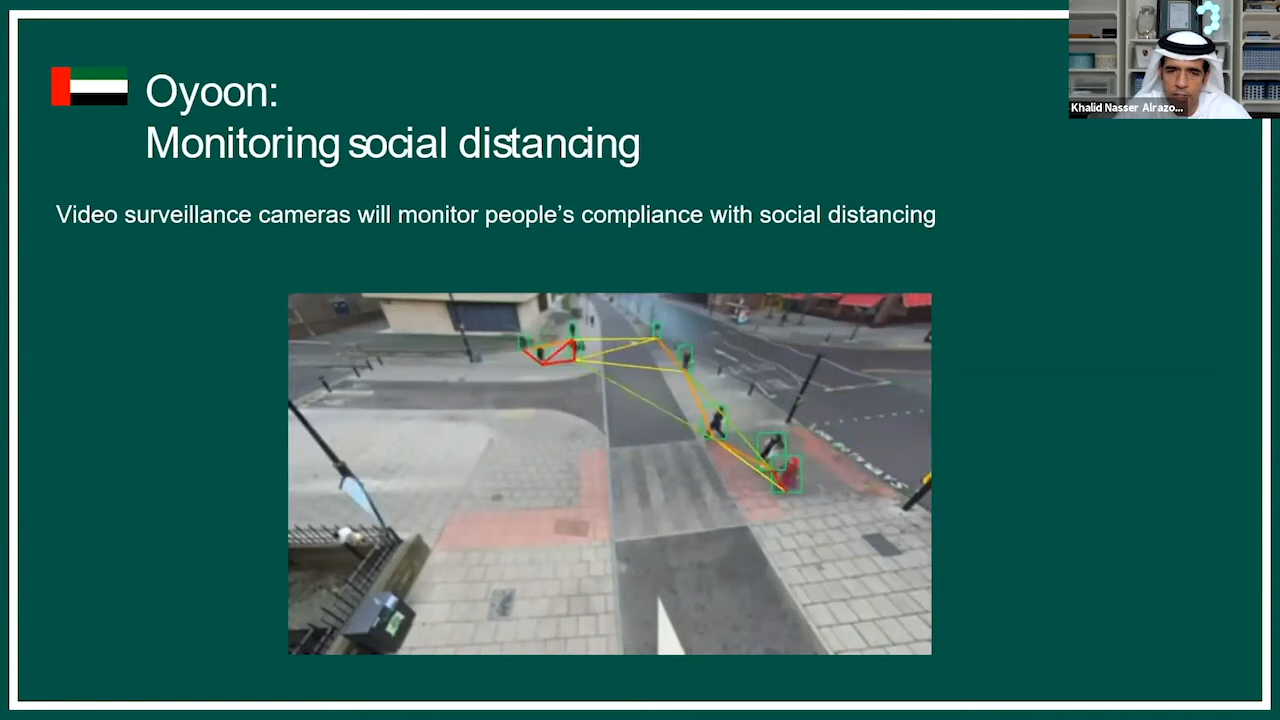 Oyoon:
Monitoring social distancing
Video surveillance cameras will monitor people's compliance with social distancing
Khalid Nasser Alrazo...